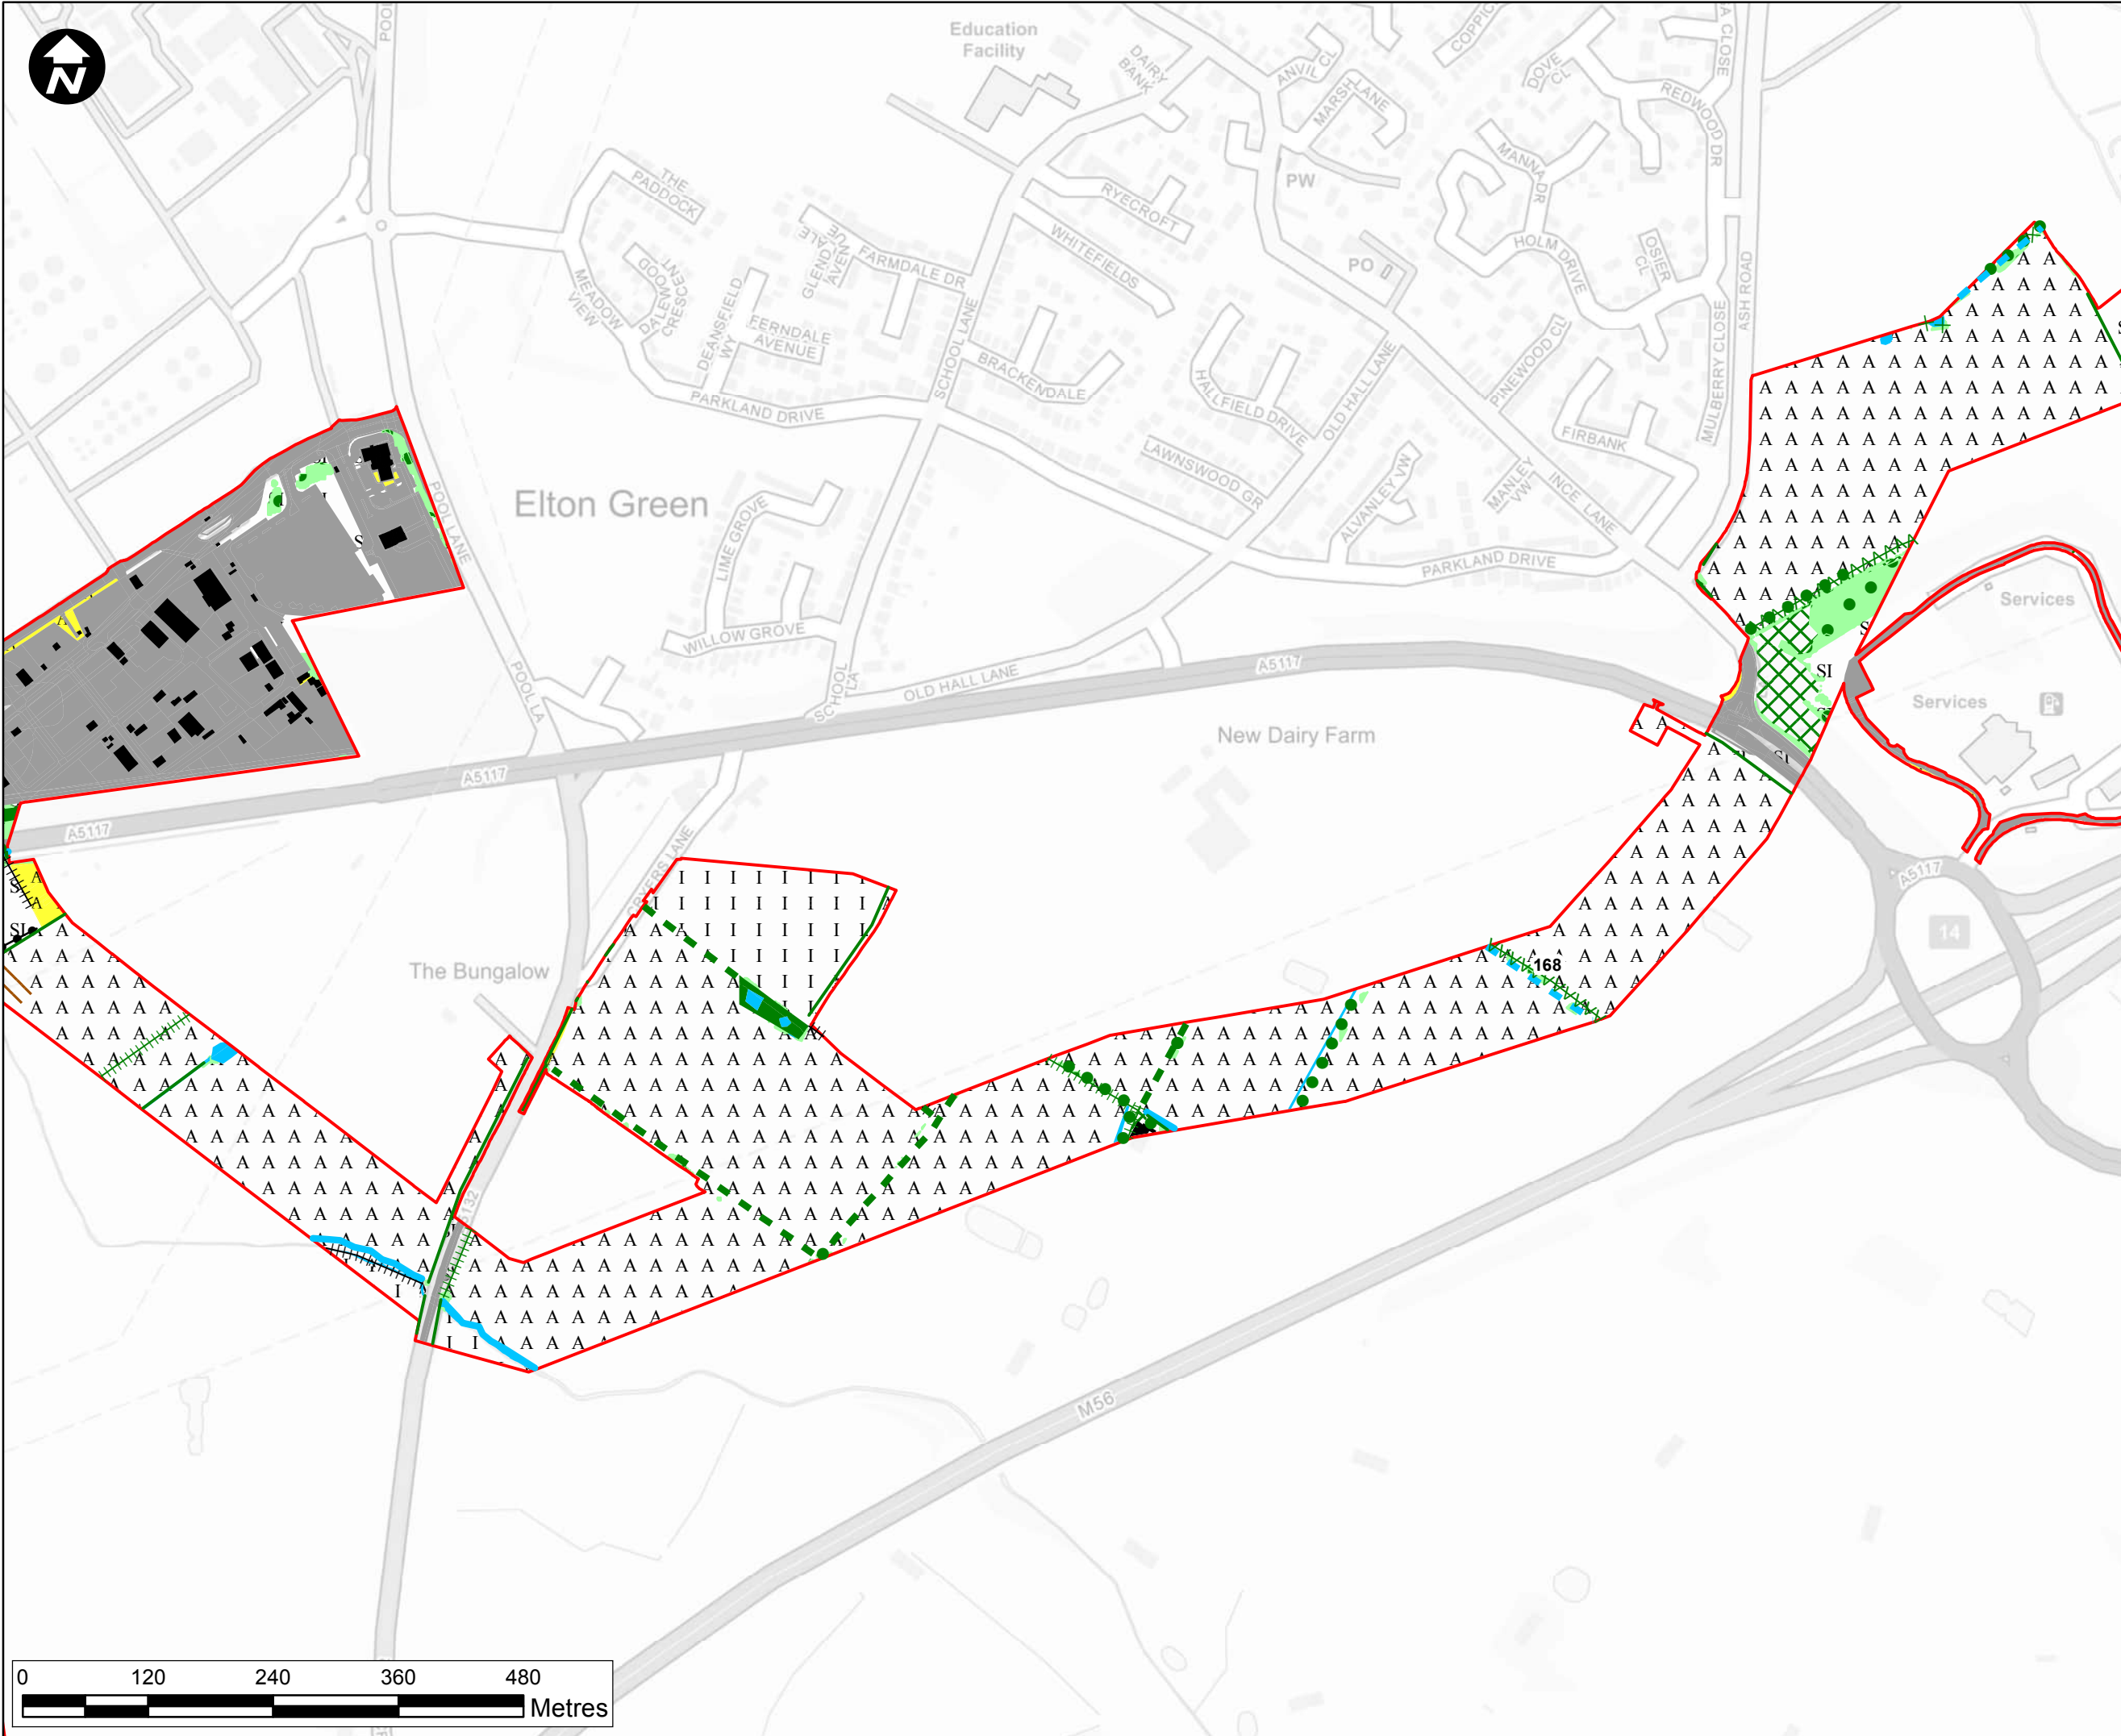 N
Education
Facility
DAIRY
BANK
ANVIL CL
MARSH LANE
DOVE
CL
REDWOOD DR
THE
PADDOCK
PW
MANNA DR
RYECROFT
WHITEFIELDS
HOLM DRIVE
OSIER
CL
PO
ASH ROAD
MEADOW
VIEW
DALEWOOD
CRESCENT
FARMDALE DR
DEANSFIELD
WY
FERNDALE
AVENUE
SCHOOL LANE
BRACKENDALE
PARKLAND DRIVE
HALLFIELD DRIVE
OLD HALL LANE
PINEWOOD CL
MULBERRY CLOSE
FIRBANK
LAWNSWOOD GR
ALVANLEY VW
MANLEY
VW
INCE LANE
Elton Green
POOL LANE
LIME GROVE
PARKLAND DRIVE
WILLOW GROVE
SCHOOL
LA
OLD HALL LANE
A5117
POOL LA
Services
Services
SI
New Dairy Farm
A5117
A5117
CRYERS LANE
A5117
14
The Bungalow
168
M56
0 120 240 360 480
Metres